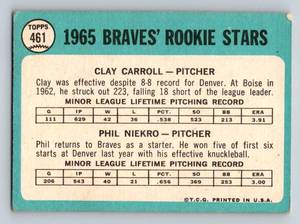 TOPPS
461
1965 BRAVES' ROOKIE STARS
CLAY CARROLL — PITCHER
Clay was effective despite 8-8 record for Denver. At Boise in
1962, he struck out 223, falling 18 short of the league leader.
MINOR LEAGUE LIFETIME PITCHING RECORD
G IP W L PCT. SO BB ERA
111 629 42 36 .538 523 213 3.91
PHIL NIEKRO — PITCHER
Phil returns to Braves as a starter. He won five of first six
starts at Denver last year with his effective knuckleball.
MINOR LEAGUE LIFETIME PITCHING RECORD
G IP W L PCT. SO BB ERA
206 543 40 21 .656 369 253 3.00
©T.C.G. PRINTED IN U.S.A.